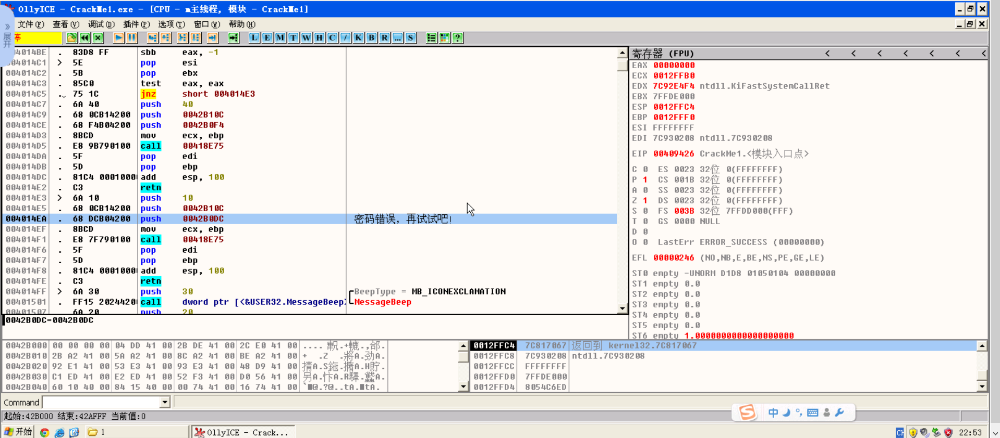 OllyICE - CrackMe1.exe - [CPU - m主线程, 模块 - CrackMe1]
文件(F) 查看(V) 调试(D) 插件(P) 选项(T) 窗口(W) 帮助(H)
» 展开
停
L E M T W H C / K B R ... S
004014BE . 83D8 FF sbb eax, -1
004014C1 > 5E pop esi
004014C2 . 5B pop ebx
004014C3 . 85C0 test eax, eax
004014C5 . 75 1C jnz short 004014E3
004014C7 . 6A 40 push 40
004014C9 . 68 0CB14200 push 0042B10C
004014CE . 68 F4B04200 push 0042B0F4
004014D3 . 8BCD mov ecx, ebp
004014D5 . E8 9B790100 call 00418E75
004014DA . 5F pop edi
004014DB . 5D pop ebp
004014DC . 81C4 0001000 add esp, 100
004014E2 . C3 retn
004014E3 > 6A 10 push 10
004014E5 . 68 0CB14200 push 0042B10C
004014EA . 68 DCB04200 push 0042B0DC 密码错误, 再试试吧!
004014EF . 8BCD mov ecx, ebp
004014F1 . E8 7F790100 call 00418E75
004014F6 . 5F pop edi
004014F7 . 5D pop ebp
004014F8 . 81C4 0001000 add esp, 100
004014FE . C3 retn
004014FF > 6A 30 push 30 BeepType = MB_ICONEXCLAMATION
00401501 . FF15 2024420 call dword ptr [<&USER32.MessageBeep> MessageBeep
00401507 6A 20 push 20
0042B0DC=0042B0DC
寄存器 (FPU) < < < < < < <
EAX 00000000
ECX 0012FFB0
EDX 7C92E4F4 ntdll.KiFastSystemCallRet
EBX 7FFDE000
ESP 0012FFC4
EBP 0012FFF0
ESI FFFFFFFF
EDI 7C930208 ntdll.7C930208
EIP 00409426 CrackMe1.<模块入口点>
C 0 ES 0023 32位 0(FFFFFFFF)
P 1 CS 001B 32位 0(FFFFFFFF)
A 0 SS 0023 32位 0(FFFFFFFF)
Z 1 DS 0023 32位 0(FFFFFFFF)
S 0 FS 003B 32位 7FFDD000(FFF)
T 0 GS 0000 NULL
D 0
O 0 LastErr ERROR_SUCCESS (00000000)
EFL 00000246 (NO,NB,E,BE,NS,PE,GE,LE)
ST0 empty -UNORM D1D8 01050104 00000000
ST1 empty 0.0
ST2 empty 0.0
ST3 empty 0.0
ST4 empty 0.0
ST5 empty 0.0
ST6 empty 1.0000000000000000000
0042B000 00 00 00 00 04 DD 41 00 2B DE 41 00 2C E0 41 00
0042B010 2B A2 41 00 5A A2 41 00 8C A2 41 00 BE A2 41 00
0042B020 92 E1 41 00 53 E3 41 00 93 E3 41 00 48 D9 41 00
0042B030 C1 ED 41 00 E2 ED 41 00 52 F3 41 00 D0 56 41 00
0042B040 60 10 40 00 84 15 40 00 00 74 41 00 16 74 41 00
0012FFC4 7C817067 返回到 kernel32.7C817067
0012FFC8 7C930208 ntdll.7C930208
0012FFCC FFFFFFFF
0012FFD0 7FFDE000
0012FFD4 8054C6ED
Command
起始:42B000 结束:42AFFF 当前值:0
S 中
开始 1 OllyICE - Crack... CH 22:53